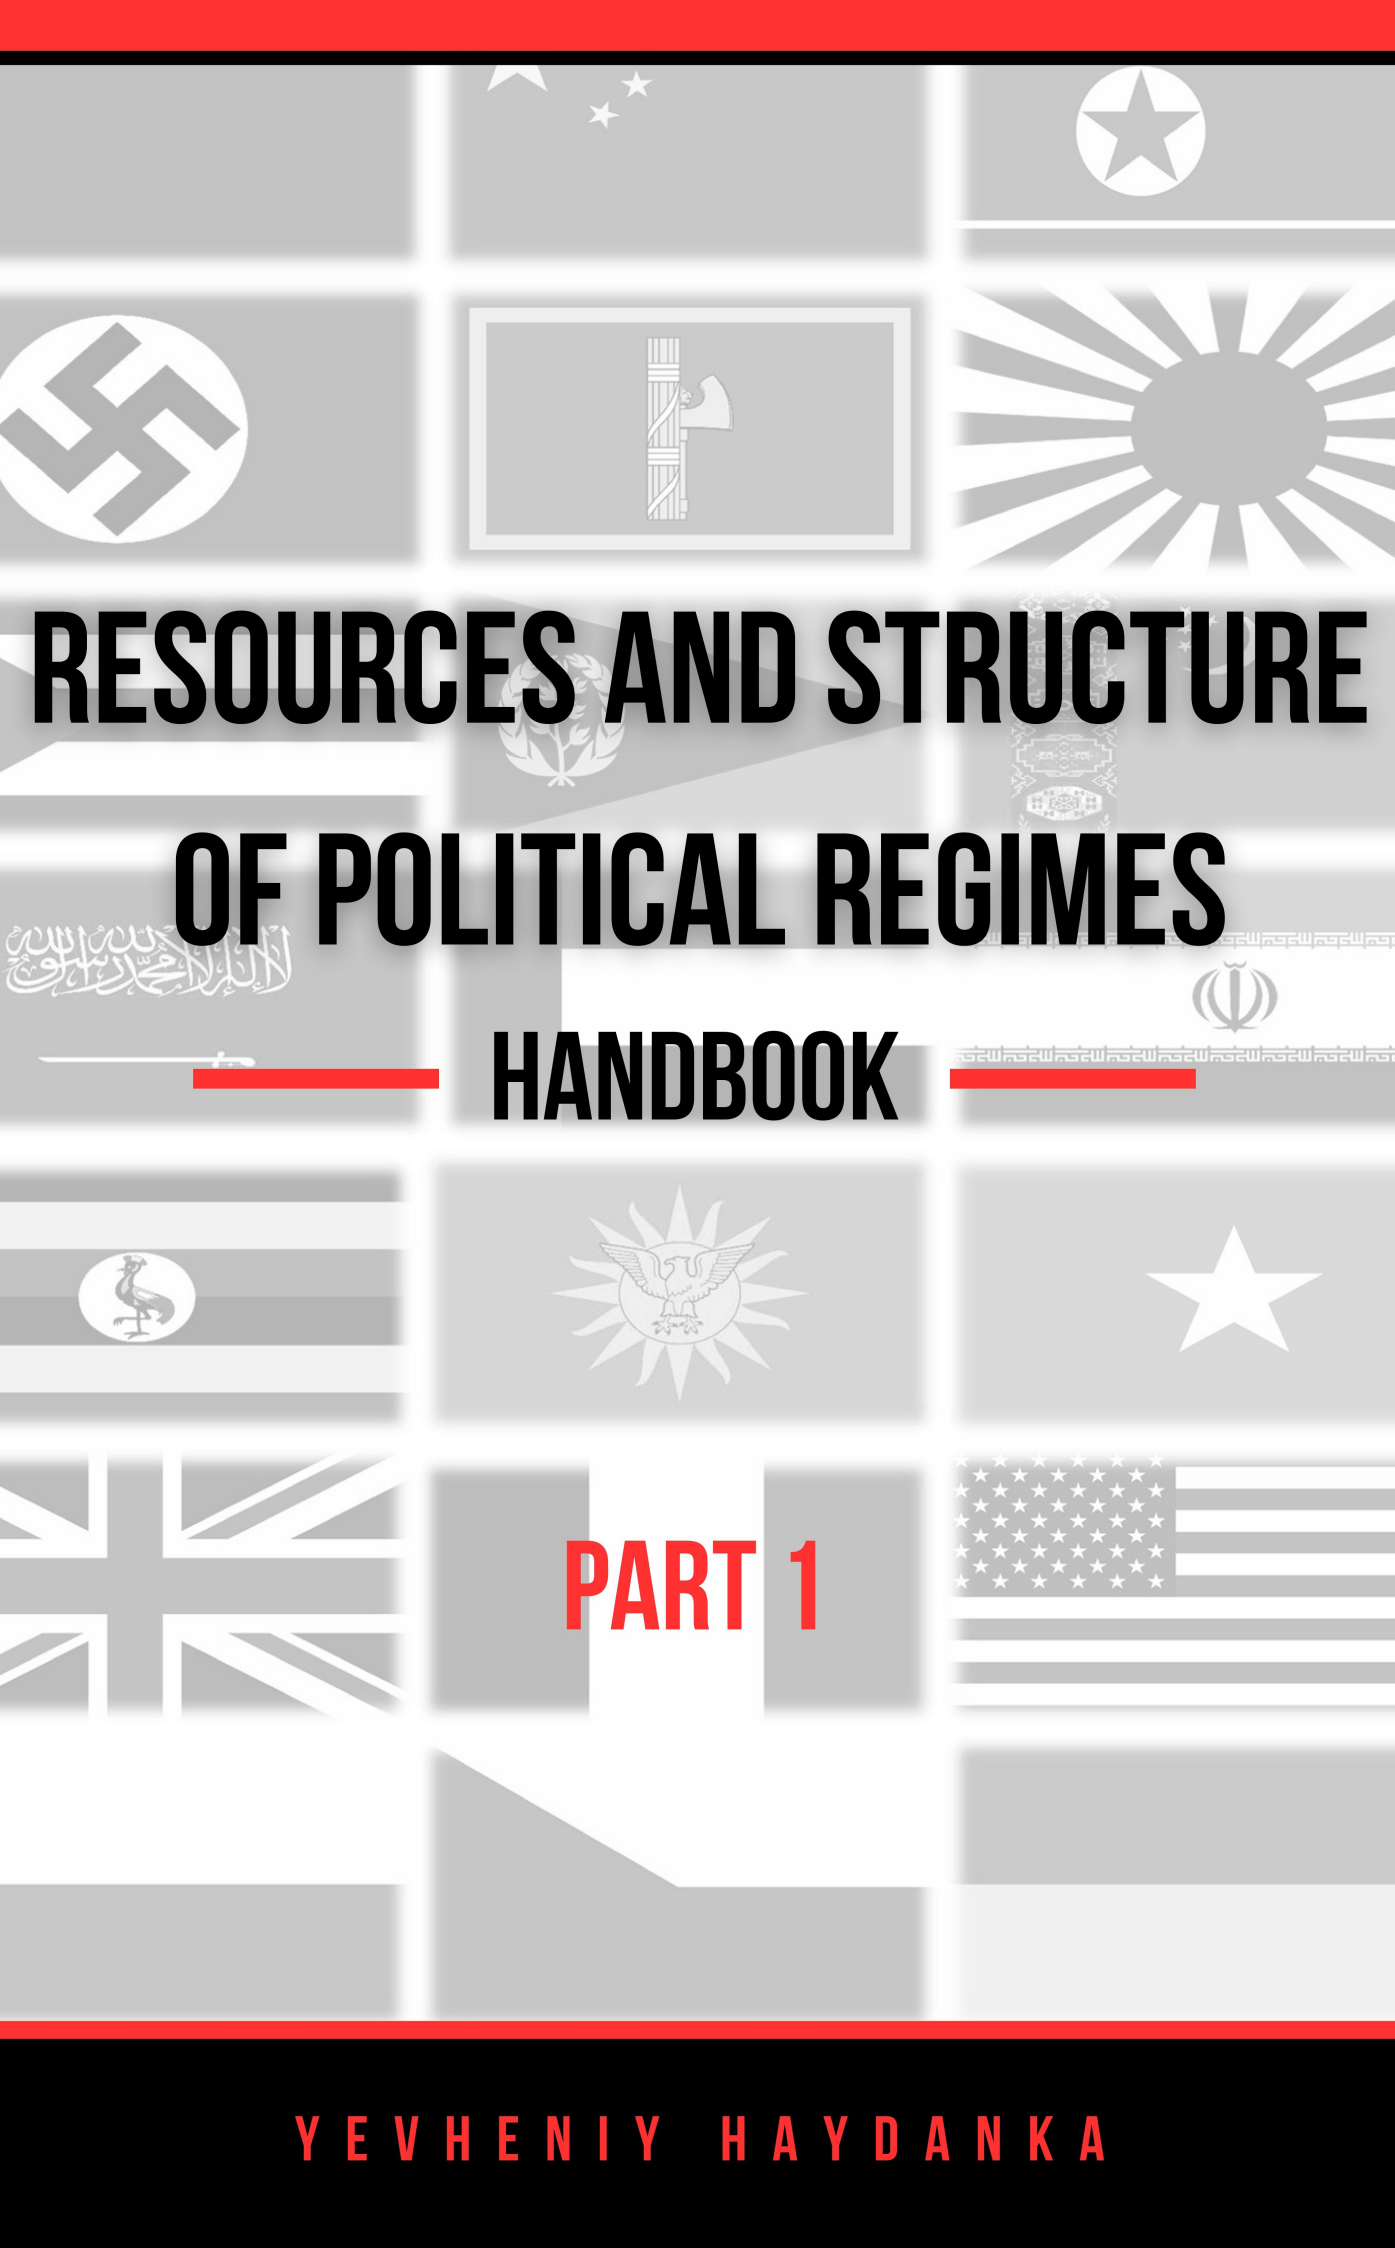 RESOURCES AND STRUCTURE
OF POLITICAL REGIMES
HANDBOOK
PART 1
YEVHENIY HAYDANKA